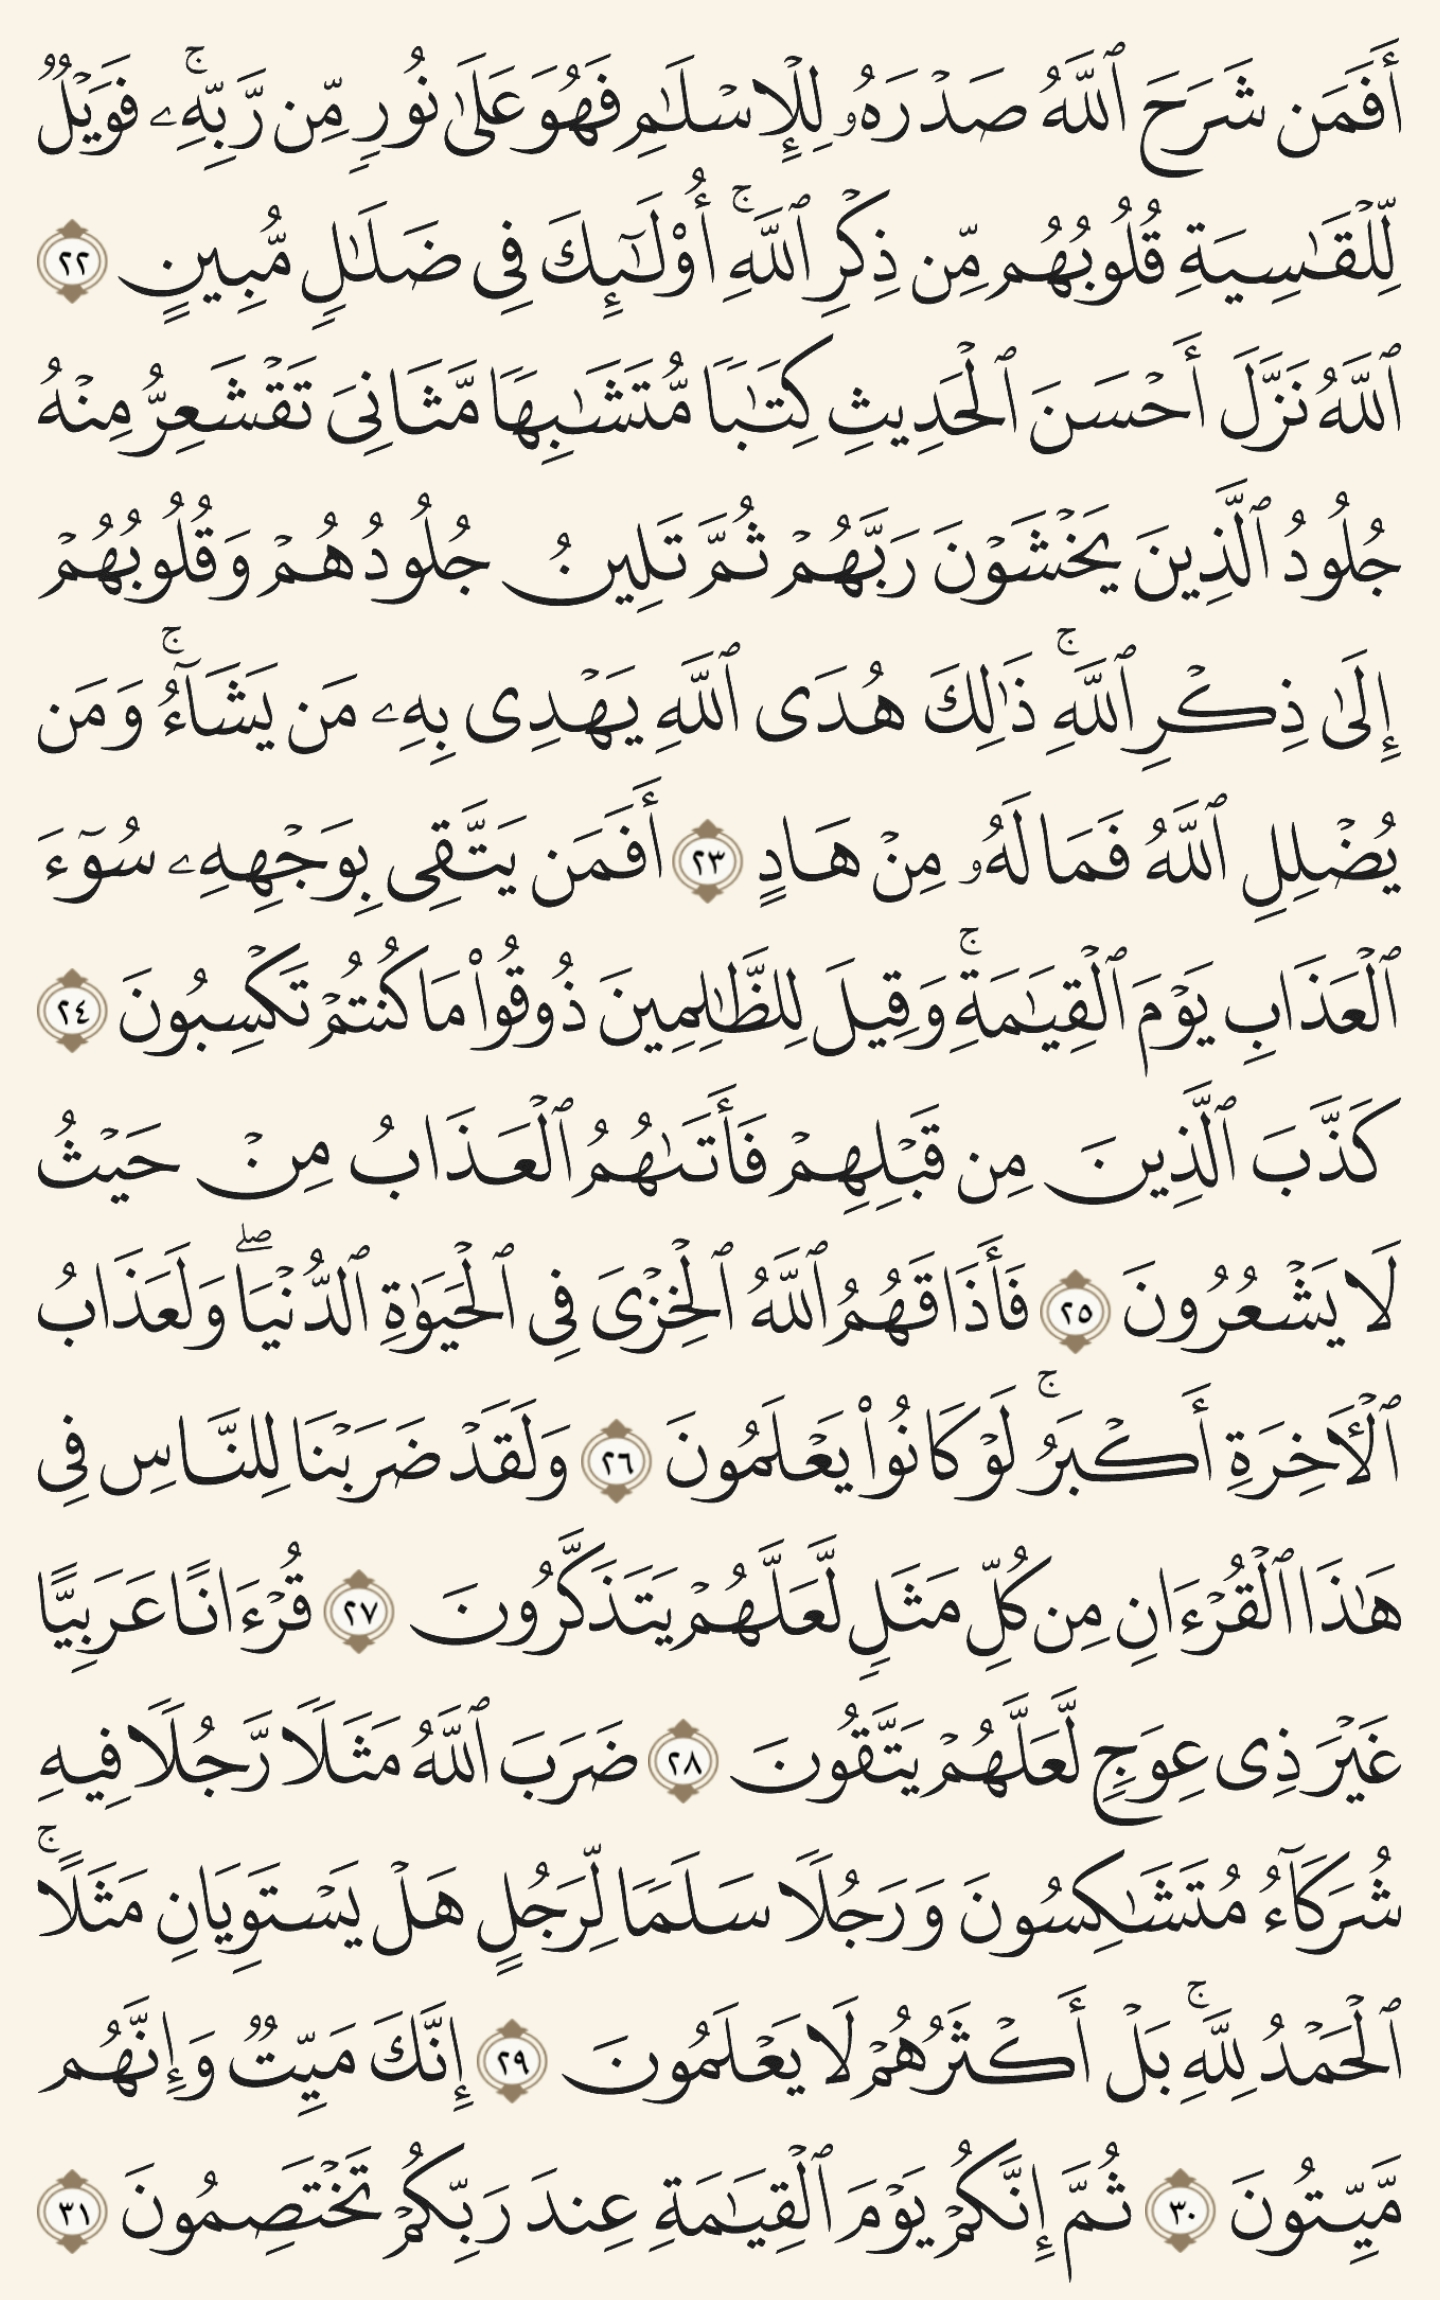 أَفَمَن شَرَحَ ٱللَّهُ صَدْرَهُۥ لِلْإِسْلَٰمِ فَهُوَ عَلَىٰ نُورٍ مِّن رَّبِّهِۦۚ فَوَيْلٌ
لِّلْقَٰسِيَةِ قُلُوبُهُم مِّن ذِكْرِ ٱللَّهِۚ أُو۟لَٰٓئِكَ فِى ضَلَٰلٍ مُّبِينٍ ٢٢
ٱللَّهُ نَزَّلَ أَحْسَنَ ٱلْحَدِيثِ كِتَٰبًا مُّتَشَٰبِهًا مَّثَانِىَ تَقْشَعِرُّ مِنْهُ
جُلُودُ ٱلَّذِينَ يَخْشَوْنَ رَبَّهُمْ ثُمَّ تَلِينُ جُلُودُهُمْ وَقُلُوبُهُمْ
إِلَىٰ ذِكْرِ ٱللَّهِۚ ذَٰلِكَ هُدَى ٱللَّهِ يَهْدِى بِهِۦ مَن يَشَآءُۚ وَمَن
يُضْلِلِ ٱللَّهُ فَمَا لَهُۥ مِنْ هَادٍ ٢٣ أَفَمَن يَتَّقِى بِوَجْهِهِۦ سُوٓءَ
ٱلْعَذَابِ يَوْمَ ٱلْقِيَٰمَةِۚ وَقِيلَ لِلظَّٰلِمِينَ ذُوقُوا۟ مَا كُنتُمْ تَكْسِبُونَ ٢٤
كَذَّبَ ٱلَّذِينَ مِن قَبْلِهِمْ فَأَتَىٰهُمُ ٱلْعَذَابُ مِنْ حَيْثُ
لَا يَشْعُرُونَ ٢٥ فَأَذَاقَهُمُ ٱللَّهُ ٱلْخِزْىَ فِى ٱلْحَيَوٰةِ ٱلدُّنْيَاۖ وَلَعَذَابُ
ٱلْءَاخِرَةِ أَكْبَرُۚ لَوْ كَانُوا۟ يَعْلَمُونَ ٢٦ وَلَقَدْ ضَرَبْنَا لِلنَّاسِ فِى
هَٰذَا ٱلْقُرْءَانِ مِن كُلِّ مَثَلٍ لَّعَلَّهُمْ يَتَذَكَّرُونَ ٢٧ قُرْءَانًا عَرَبِيًّا
غَيْرَ ذِى عِوَجٍ لَّعَلَّهُمْ يَتَّقُونَ ٢٨ ضَرَبَ ٱللَّهُ مَثَلًا رَّجُلًا فِيهِ
شُرَكَآءُ مُتَشَٰكِسُونَ وَرَجُلًا سَلَمًا لِّرَجُلٍ هَلْ يَسْتَوِيَانِ مَثَلًاۚ
ٱلْحَمْدُ لِلَّهِۚ بَلْ أَكْثَرُهُمْ لَا يَعْلَمُونَ ٢٩ إِنَّكَ مَيِّتٌ وَإِنَّهُم
مَّيِّتُونَ ٣٠ ثُمَّ إِنَّكُمْ يَوْمَ ٱلْقِيَٰمَةِ عِندَ رَبِّكُمْ تَخْتَصِمُونَ ٣١